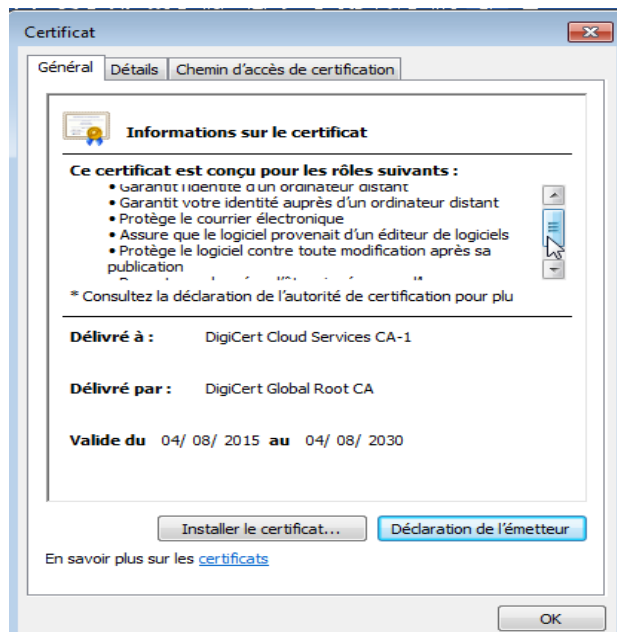 Certificat
Général Détails Chemin d'accès de certification
Informations sur le certificat
Ce certificat est conçu pour les rôles suivants :
• Garantit l'identité d'un ordinateur distant
• Garantit votre identité auprès d'un ordinateur distant
• Protège le courrier électronique
• Assure que le logiciel provenait d'un éditeur de logiciels
• Protège le logiciel contre toute modification après sa
publication
* Consultez la déclaration de l'autorité de certification pour plu
Délivré à : DigiCert Cloud Services CA-1
Délivré par : DigiCert Global Root CA
Valide du 04/ 08/ 2015 au 04/ 08/ 2030
Installer le certificat... Déclaration de l'émetteur
En savoir plus sur les certificats
OK